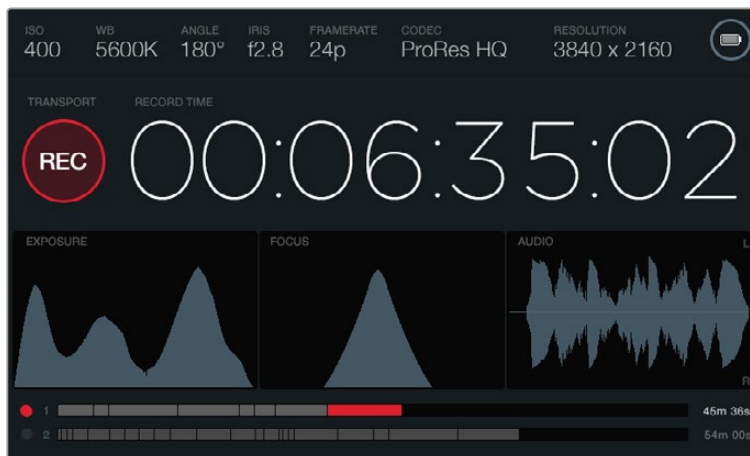 ISO WB ANGLE IRIS FRAMERATE CODEC RESOLUTION
400 5600K 180° f2.8 24p ProRes HQ 3840 x 2160
TRANSPORT RECORD TIME
REC 00:06:35:02
EXPOSURE FOCUS AUDIO L
R
1 45m 36s
2 54m 00s